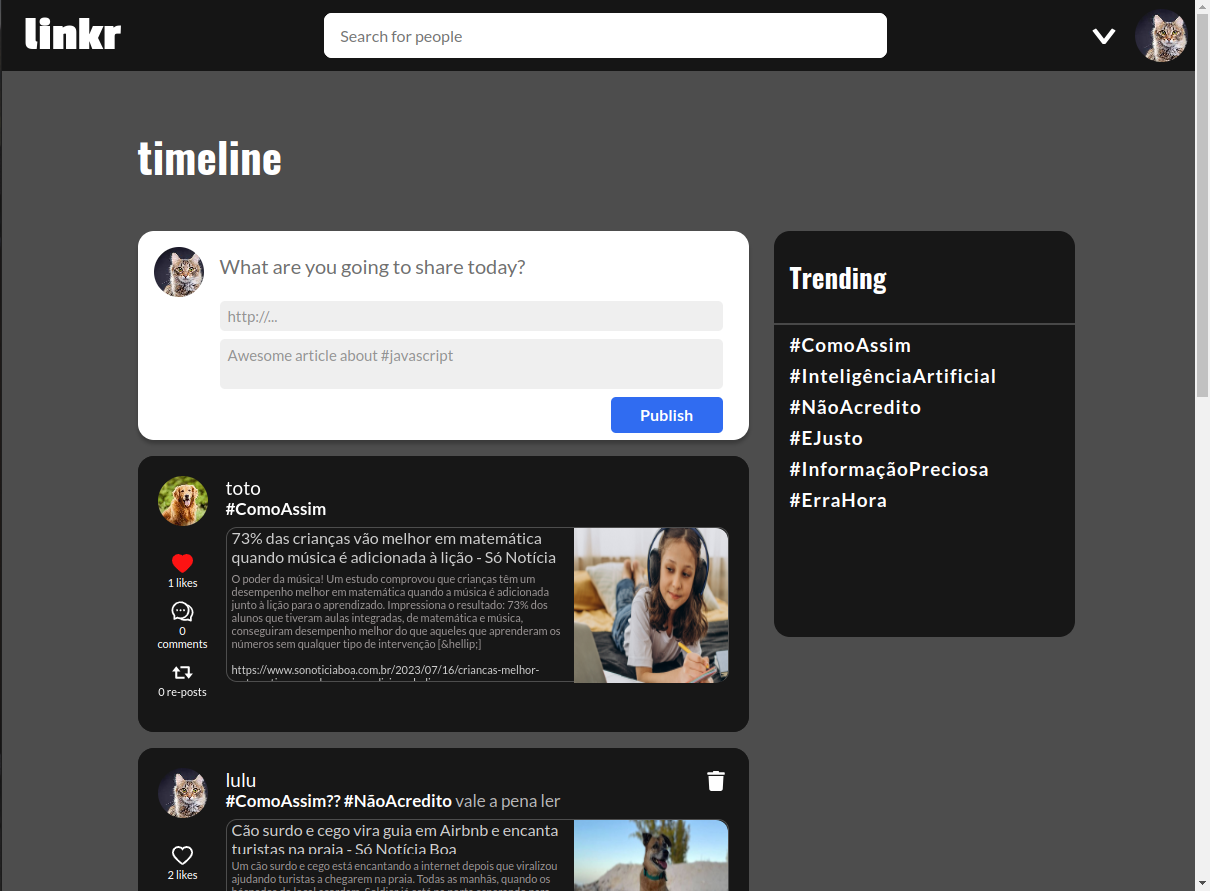 linkr
Search for people
timeline
What are you going to share today?
http://...
Awesome article about #javascript
Publish
Trending
#ComoAssim
#InteligênciaArtificial
#NãoAcredito
#EJusto
#InformaçãoPreciosa
#ErraHora
toto
#ComoAssim
73% das crianças vão melhor em matemática
quando música é adicionada à lição - Só Notícia
O poder da música! Um estudo comprovou que crianças têm um
desempenho melhor em matemática quando a música é adicionada
junto à lição para o aprendizado. Impressiona o resultado: 73% dos
alunos que tiveram aulas integradas, de matemática e música,
conseguiram desempenho melhor do que aqueles que aprenderam os
números sem qualquer tipo de intervenção [&hellip;]
https://www.sonoticiaboa.com.br/2023/07/16/criancas-melhor-
1 likes
0
comments
0 re-posts
lulu
#ComoAssim?? #NãoAcredito vale a pena ler
Cão surdo e cego vira guia em Airbnb e encanta
turistas na praia - Só Notícia Boa
Um cão surdo e cego está encantando a internet depois que viralizou
ajudando turistas a chegarem na praia. Todas as manhãs, quando os
2 likes